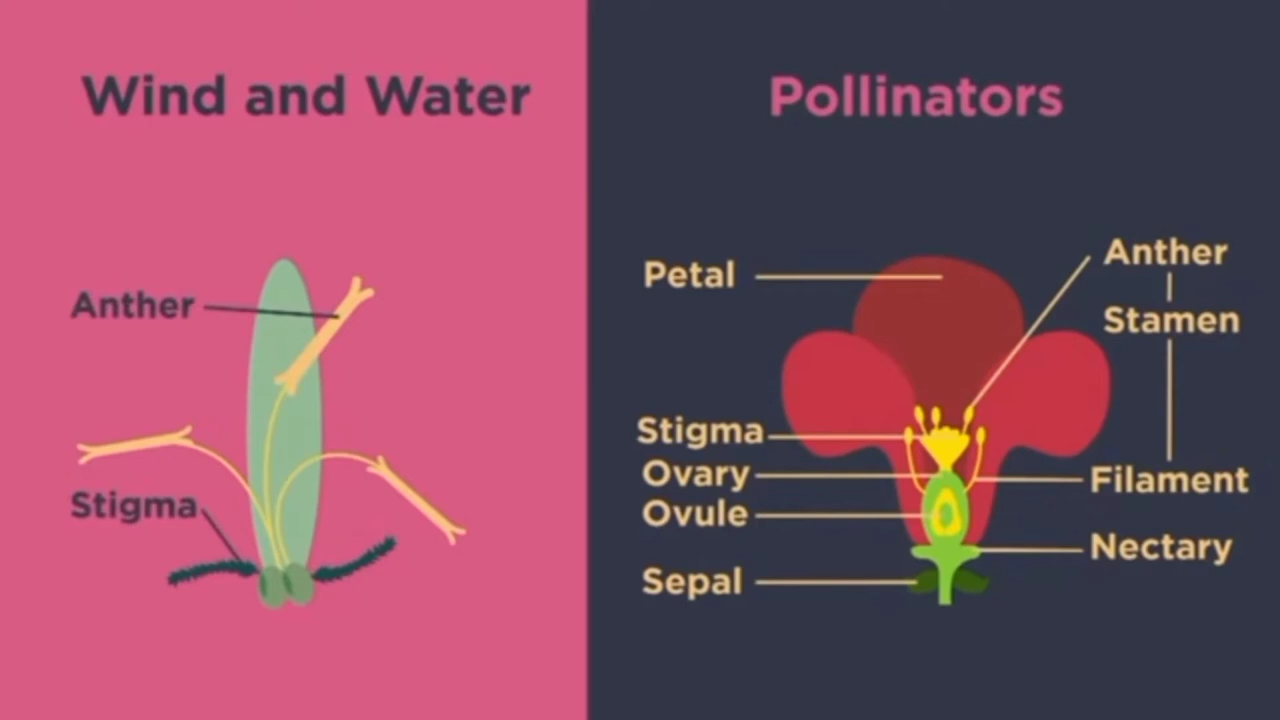 Wind and Water
Anther
Stigma
Pollinators
Petal
Stigma
Ovary
Ovule
Sepal
Anther
Stamen
Filament
Nectary